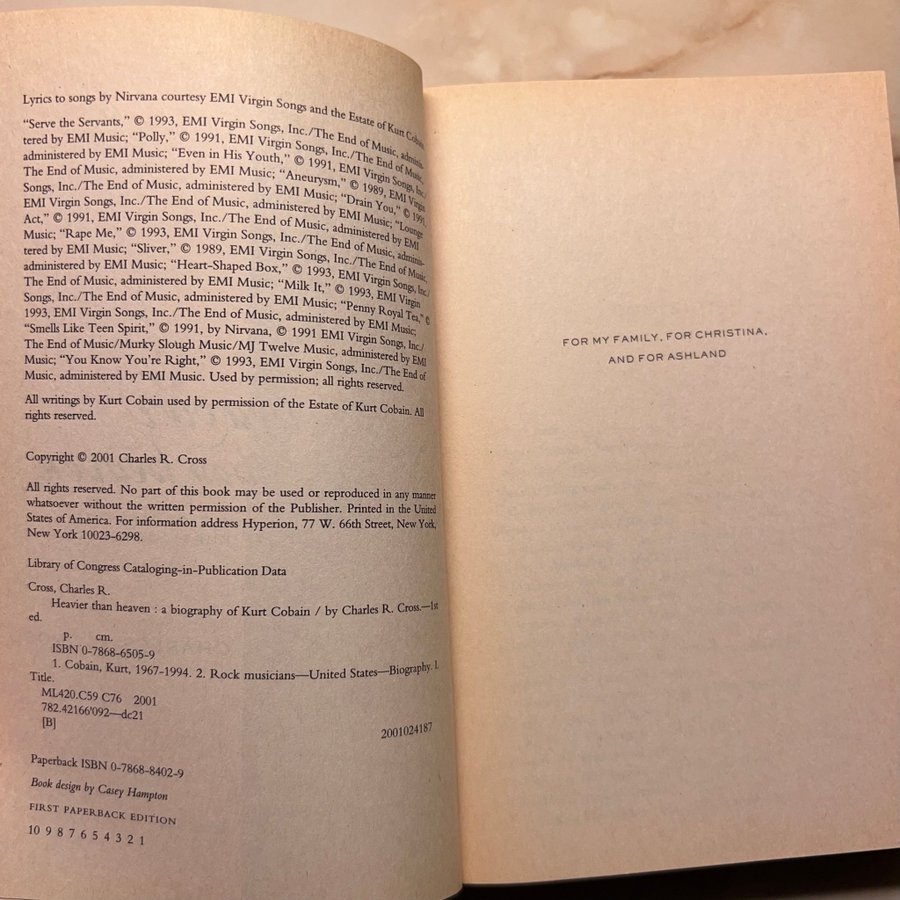 Lyrics to songs by Nirvana courtesy EMI Virgin Songs and the Estate of Kurt Cobain.
“Serve the Servants,” © 1993, EMI Virgin Songs, Inc./The End of Music, adminis-
tered by EMI Music; “Polly,” © 1991, EMI Virgin Songs, Inc./The End of Music,
administered by EMI Music; “Even in His Youth,” © 1991, EMI Virgin Songs, Inc./
The End of Music, administered by EMI Music; “Aneurysm,” © 1989, EMI Virgin
Songs, Inc./The End of Music, administered by EMI Music; “Drain You,” © 1991,
EMI Virgin Songs, Inc./The End of Music, administered by EMI Music; “Lounge
Act,” © 1991, EMI Virgin Songs, Inc./The End of Music, administered by EMI
Music; “Rape Me,” © 1993, EMI Virgin Songs, Inc./The End of Music, adminis-
tered by EMI Music; “Sliver,” © 1989, EMI Virgin Songs, Inc./The End of Music,
administered by EMI Music; “Heart-Shaped Box,” © 1993, EMI Virgin Songs, Inc./
The End of Music, administered by EMI Music; “Milk It,” © 1993, EMI Virgin
Songs, Inc./The End of Music, administered by EMI Music; “Penny Royal Tea,” ©
1993, EMI Virgin Songs, Inc./The End of Music, administered by EMI Music;
“Smells Like Teen Spirit,” © 1991, by Nirvana, © 1991 EMI Virgin Songs, Inc./
The End of Music/Murky Slough Music/MJ Twelve Music, administered by EMI
Music; “You Know You’re Right,” © 1993, EMI Virgin Songs, Inc./The End of
Music, administered by EMI Music. Used by permission; all rights reserved.
All writings by Kurt Cobain used by permission of the Estate of Kurt Cobain. All
rights reserved.
Copyright © 2001 Charles R. Cross
All rights reserved. No part of this book may be used or reproduced in any manner
whatsoever without the written permission of the Publisher. Printed in the United
States of America. For information address Hyperion, 77 W. 66th Street, New York,
New York 10023-6298.
Library of Congress Cataloging-in-Publication Data
Cross, Charles R.
Heavier than heaven : a biography of Kurt Cobain / by Charles R. Cross.—1st
ed.
p. cm.
ISBN 0-7868-6505-9
1. Cobain, Kurt, 1967-1994. 2. Rock musicians—United States—Biography. I.
Title.
ML420.C59 C76 2001
782.42166'092—dc21
[B]
2001024187
Paperback ISBN 0-7868-8402-9
Book design by Casey Hampton
FIRST PAPERBACK EDITION
10 9 8 7 6 5 4 3 2 1
FOR MY FAMILY, FOR CHRISTINA,
AND FOR ASHLAND